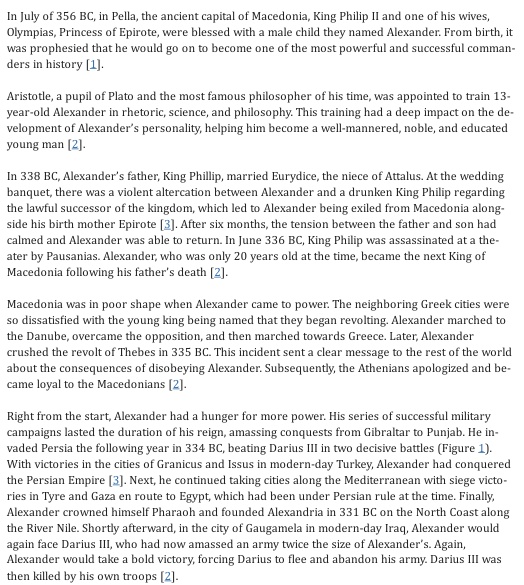 In July of 356 BC, in Pella, the ancient capital of Macedonia, King Philip II and one of his wives,
Olympias, Princess of Epirote, were blessed with a male child they named Alexander. From birth, it
was prophesied that he would go on to become one of the most powerful and successful comman-
ders in history [1].
Aristotle, a pupil of Plato and the most famous philosopher of his time, was appointed to train 13-
year-old Alexander in rhetoric, science, and philosophy. This training had a deep impact on the de-
velopment of Alexander’s personality, helping him become a well-mannered, noble, and educated
young man [2].
In 338 BC, Alexander’s father, King Phillip, married Eurydice, the niece of Attalus. At the wedding
banquet, there was a violent altercation between Alexander and a drunken King Philip regarding
the lawful successor of the kingdom, which led to Alexander being exiled from Macedonia along-
side his birth mother Epirote [3]. After six months, the tension between the father and son had
calmed and Alexander was able to return. In June 336 BC, King Philip was assassinated at a the-
ater by Pausanias. Alexander, who was only 20 years old at the time, became the next King of
Macedonia following his father’s death [2].
Macedonia was in poor shape when Alexander came to power. The neighboring Greek cities were
so dissatisfied with the young king being named that they began revolting. Alexander marched to
the Danube, overcame the opposition, and then marched towards Greece. Later, Alexander
crushed the revolt of Thebes in 335 BC. This incident sent a clear message to the rest of the world
about the consequences of disobeying Alexander. Subsequently, the Athenians apologized and be-
came loyal to the Macedonians [2].
Right from the start, Alexander had a hunger for more power. His series of successful military
campaigns lasted the duration of his reign, amassing conquests from Gibraltar to Punjab. He in-
vaded Persia the following year in 334 BC, beating Darius III in two decisive battles (Figure 1).
With victories in the cities of Granicus and Issus in modern-day Turkey, Alexander had conquered
the Persian Empire [3]. Next, he continued taking cities along the Mediterranean with siege victo-
ries in Tyre and Gaza en route to Egypt, which had been under Persian rule at the time. Finally,
Alexander crowned himself Pharaoh and founded Alexandria in 331 BC on the North Coast along
the River Nile. Shortly afterward, in the city of Gaugamela in modern-day Iraq, Alexander would
again face Darius III, who had now amassed an army twice the size of Alexander’s. Again,
Alexander would take a bold victory, forcing Darius to flee and abandon his army. Darius III was
then killed by his own troops [2].